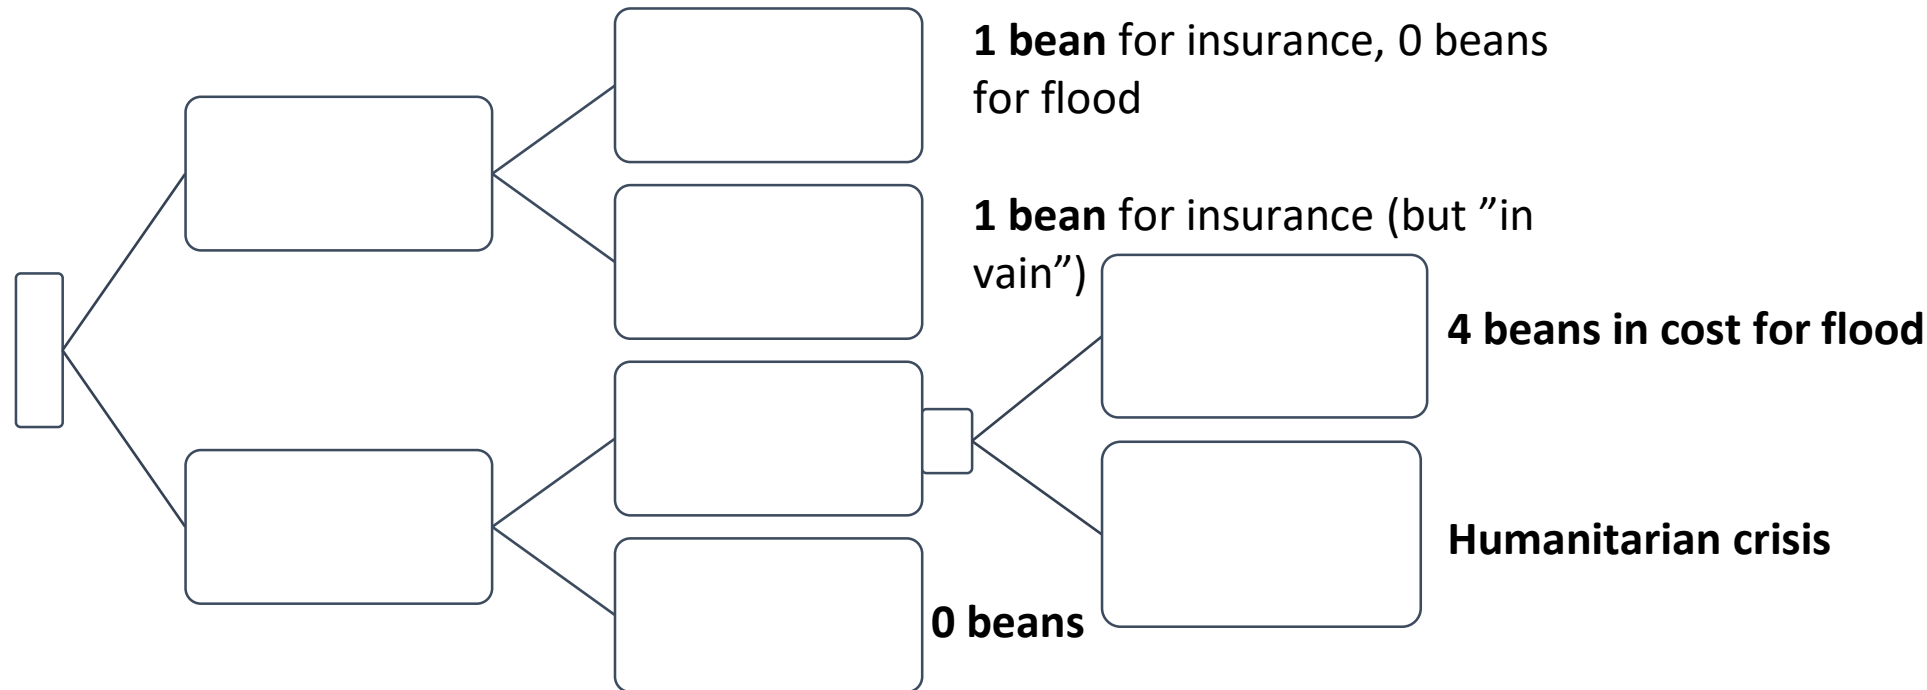 1 bean for insurance, 0 beans
for flood
1 bean for insurance (but ”in
vain”)
4 beans in cost for flood
Humanitarian crisis
0 beans